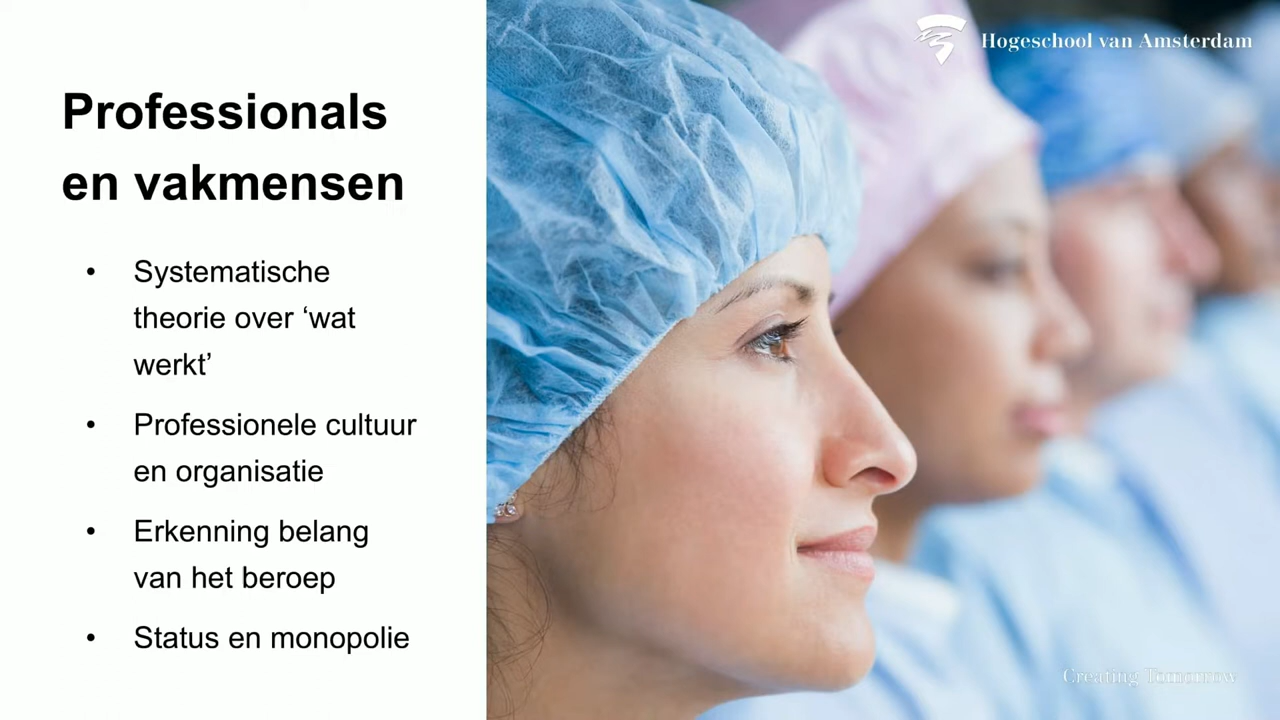 Hogeschool van Amsterdam
Professionals
en vakmensen
• Systematische
theorie over ‘wat
werkt’
• Professionele cultuur
en organisatie
• Erkenning belang
van het beroep
• Status en monopolie
Creating Tomorrow